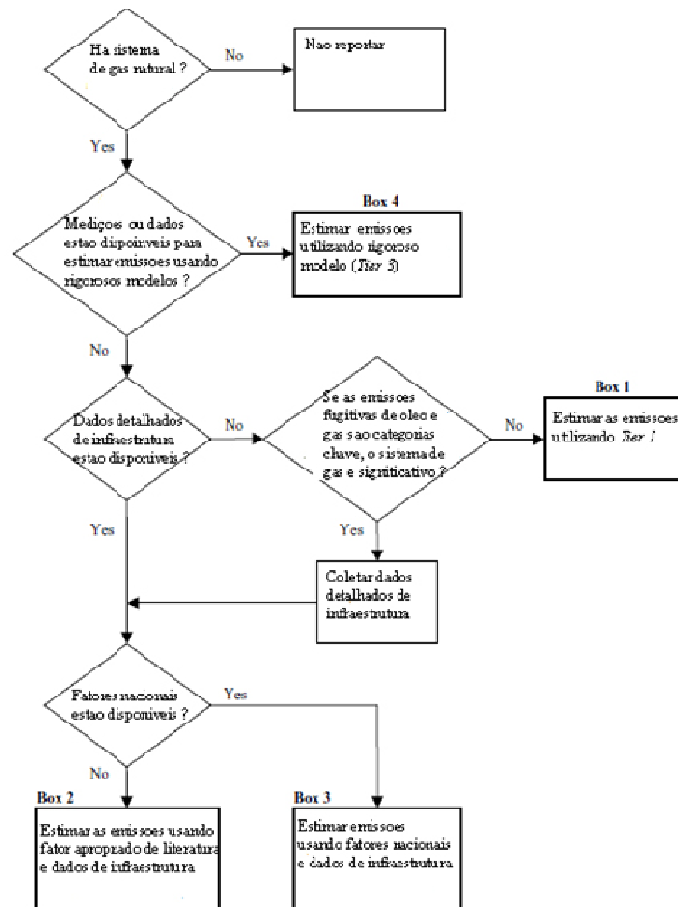 Ha sistema
de gas natural ?
No
Nao reportar
Yes
Mediços ou dados
estao dispoinveis para
estimar emissoes usando
rigorosos modelos ?
Yes
Box 4
Estimar emissoes
utilizando rigoroso
modelo (Tier 3)
No
Dados detalhados
de infraestratura
estao disponiveis ?
No
Se as emissoes
fugitivas de oleo e
gas sao categorias
chave, o sistema de
gas e significativo ?
No
Box 1
Estimar as emissoes
utilizando Tier 1
Yes
Yes
Coletar dados
detalhados de
infraestrutura
Fatores nacionais
estao disponiveis ?
Yes
No
Box 2
Estimar as emissoes usando
fator apropriado de literatura
e dados de infraestrutura
Box 3
Estimar emissoes
usando fatores nacionais
e dados de infraestrutura